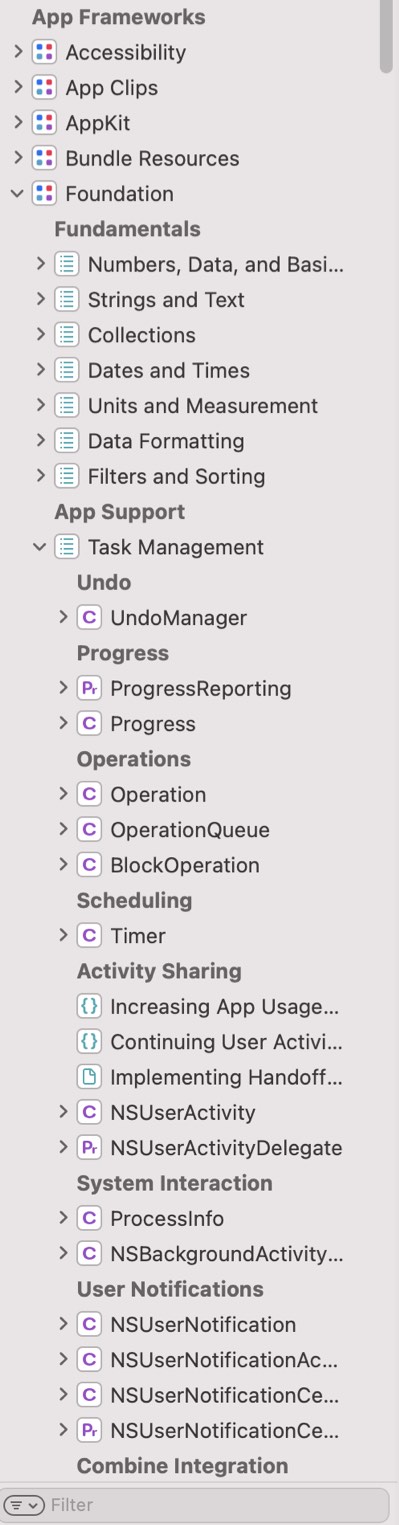 App Frameworks
Accessibility
App Clips
AppKit
Bundle Resources
Foundation
Fundamentals
Numbers, Data, and Basi...
Strings and Text
Collections
Dates and Times
Units and Measurement
Data Formatting
Filters and Sorting
App Support
Task Management
Undo
C UndoManager
Progress
Pr ProgressReporting
C Progress
Operations
C Operation
C OperationQueue
C BlockOperation
Scheduling
C Timer
Activity Sharing
{} Increasing App Usage...
{} Continuing User Activi...
Implementing Handoff...
C NSUserActivity
Pr NSUserActivityDelegate
System Interaction
C ProcessInfo
C NSBackgroundActivity...
User Notifications
C NSUserNotification
C NSUserNotificationAc...
C NSUserNotificationCe...
Pr NSUserNotificationCe...
Combine Integration
Filter